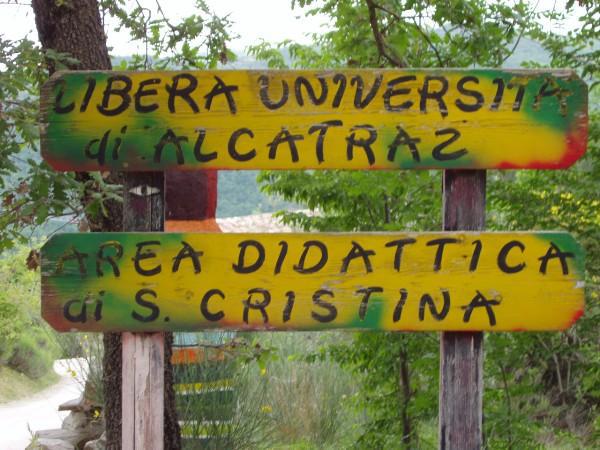 LIBERA UNIVERSITA
di ALCATRAZ
AREA DIDATTICA
di S. CRISTINA